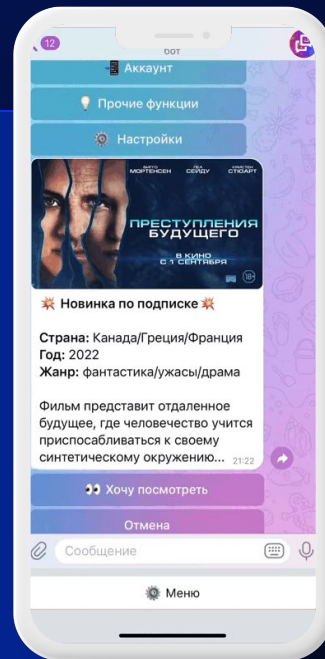 12
бот
Аккаунт
Прочие функции
Настройки
ВИГГО МОРТЕНСЕН
ЛЕА СЕЙДУ
КРИСТЕН СТЮАРТ
ПРЕСТУПЛЕНИЯ
БУДУЩЕГО
В КИНО
С 1 СЕНТЯБРЯ
18+
💥 Новинка по подписке 💥
Страна: Канада/Греция/Франция
Год: 2022
Жанр: фантастика/ужасы/драма
Фильм представит отдаленное
будущее, где человечество учится
приспосабливаться к своему
синтетическому окружению... 21:22
👀 Хочу посмотреть
Отмена
Сообщение
Меню